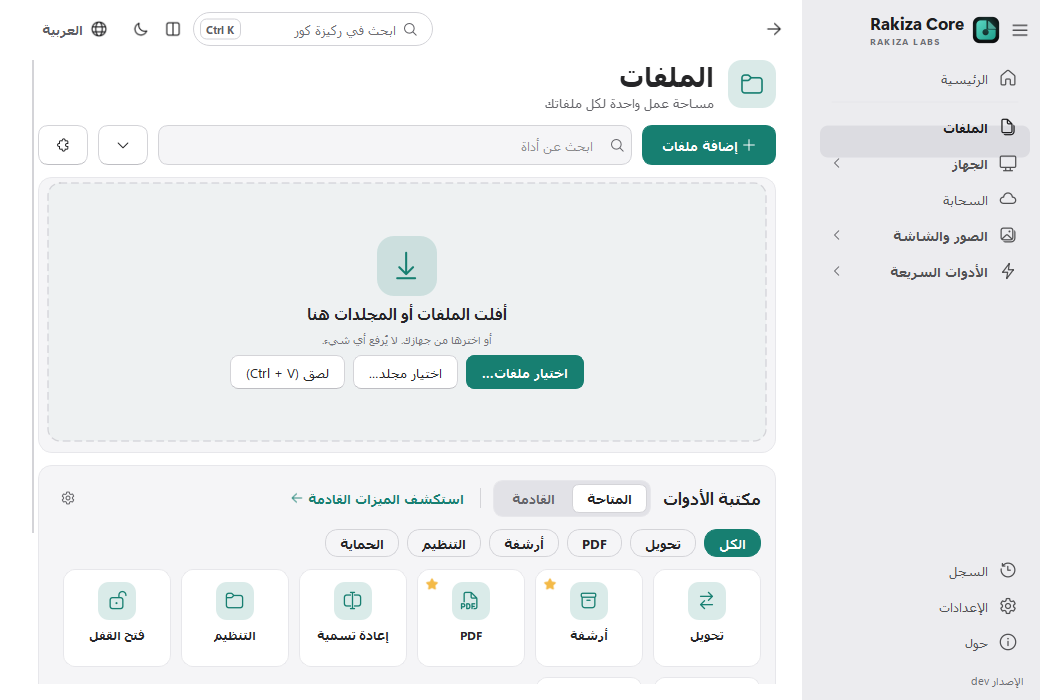 Rakiza Core
RAKIZA LABS
الرئيسية
الملفات
الجهاز
السحابة
الصور والشاشة
الأدوات السريعة
السجل
الإعدادات
حول
الإصدار dev
ابحث في ركيزة كور
Ctrl K
العربية
الملفات
مساحة عمل واحدة لكل ملفاتك
إضافة ملفات
ابحث عن أداة
أفلت الملفات أو المجلدات هنا
أو اخترها من جهازك. لا يُرفع أي شيء.
اختيار ملفات...
اختيار مجلد...
لصق (Ctrl + V)
مكتبة الأدوات
المتاحة
القادمة
استكشف الميزات القادمة
الكل
تحويل
PDF
أرشفة
التنظيم
الحماية
تحويل
أرشفة
PDF
إعادة تسمية
التنظيم
فتح القفل